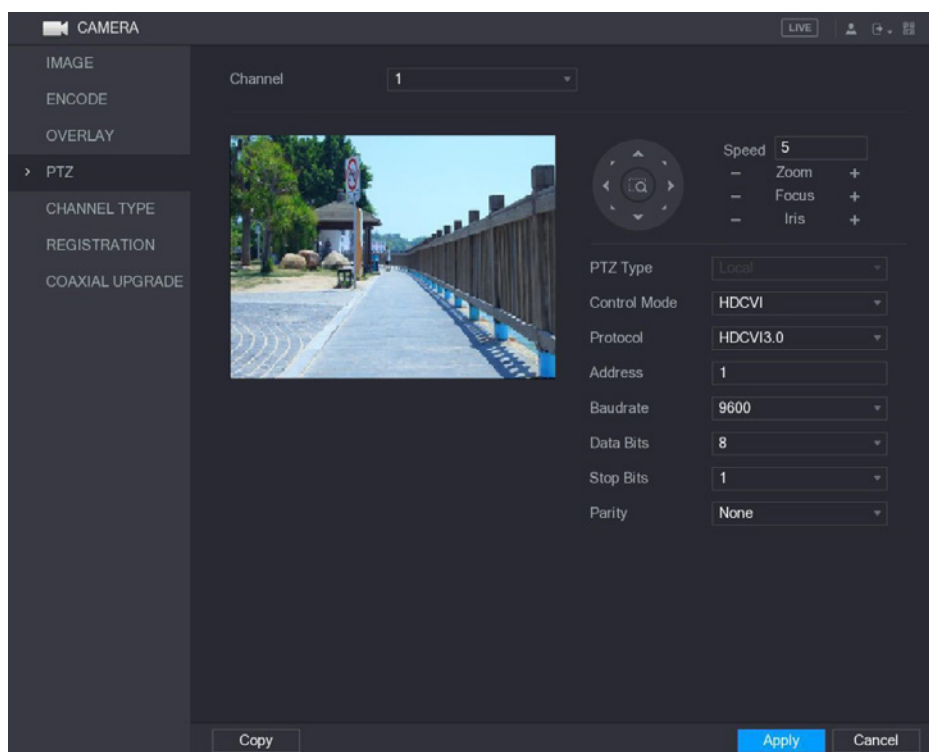 CAMERA
LIVE
IMAGE
ENCODE
OVERLAY
PTZ
CHANNEL TYPE
REGISTRATION
COAXIAL UPGRADE
Channel 1
Speed 5
− Zoom +
− Focus +
− Iris +
PTZ Type Local
Control Mode HDCVI
Protocol HDCVI3.0
Address 1
Baudrate 9600
Data Bits 8
Stop Bits 1
Parity None
Copy
Apply
Cancel